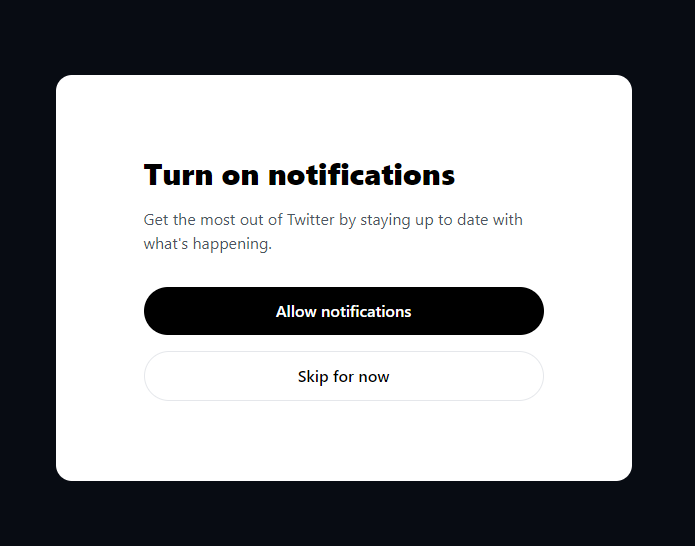 Turn on notifications
Get the most out of Twitter by staying up to date with
what's happening.
Allow notifications
Skip for now